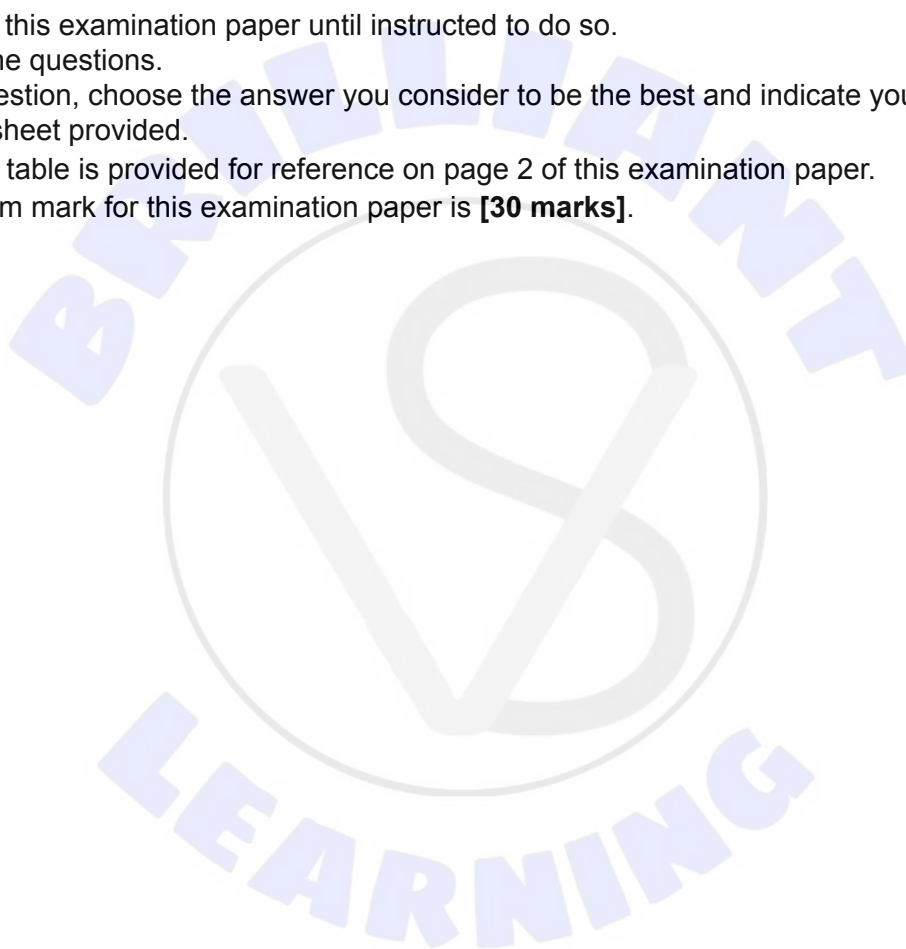 this examination paper until instructed to do so.
ne questions.
estion, choose the answer you consider to be the best and indicate you
sheet provided.
table is provided for reference on page 2 of this examination paper.
m mark for this examination paper is [30 marks].
BRILLIANT
VS
LEARNING